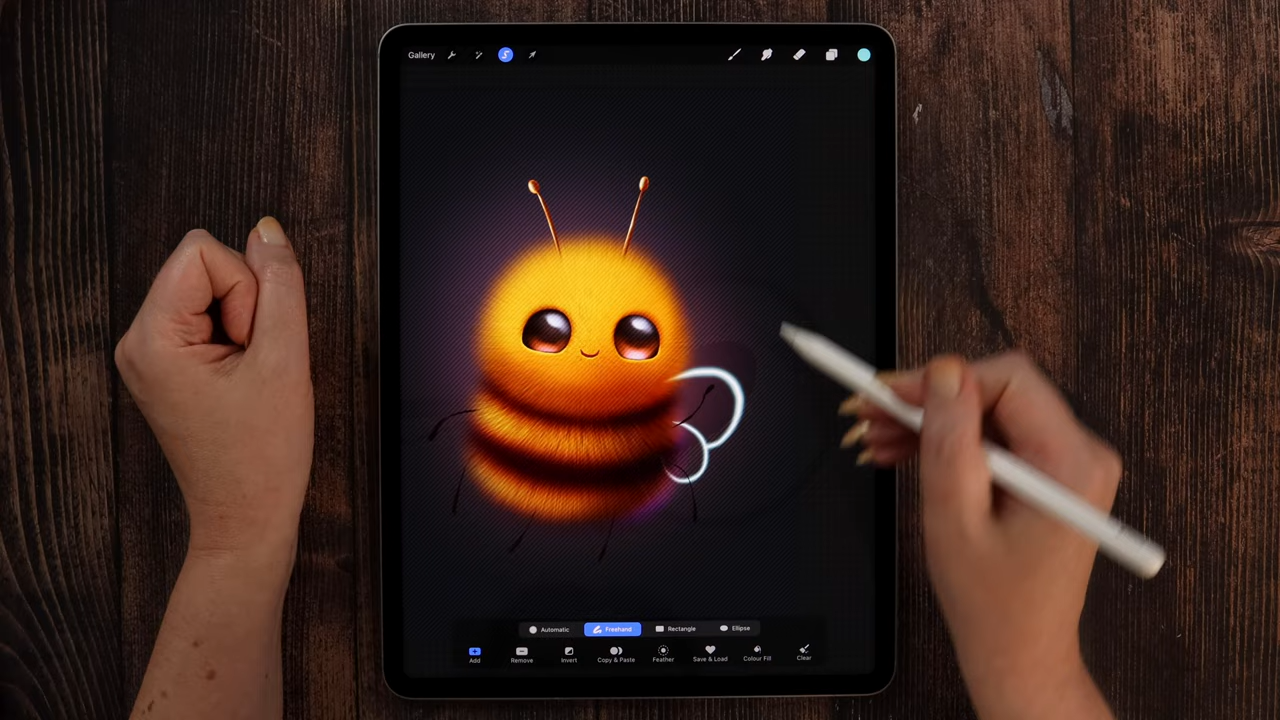 Gallery
Automatic Freehand Rectangle Ellipse
Add Remove Invert Copy & Paste Feather Save & Load Colour Fill Clear